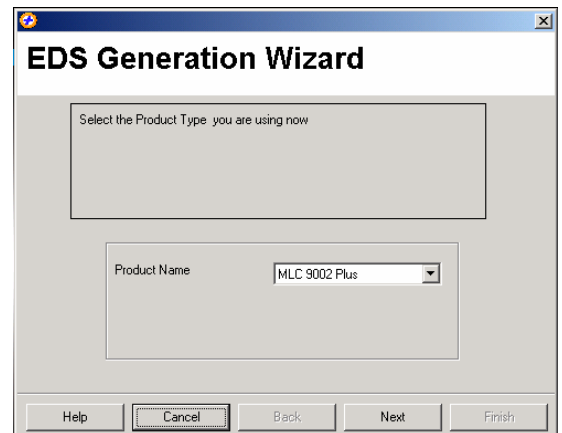 EDS Generation Wizard
Select the Product Type  you are using now
Product Name
MLC 9002 Plus
Help Cancel Back Next Finish